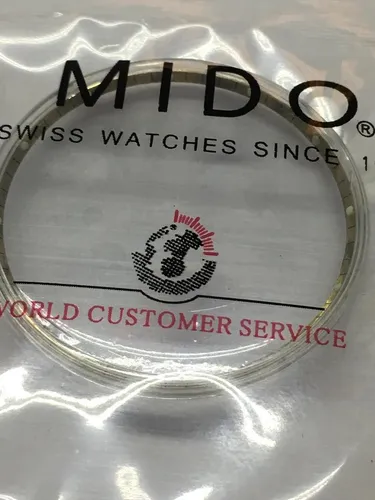 MIDO®
SWISS WATCHES SINCE 1
WORLD CUSTOMER SERVICE